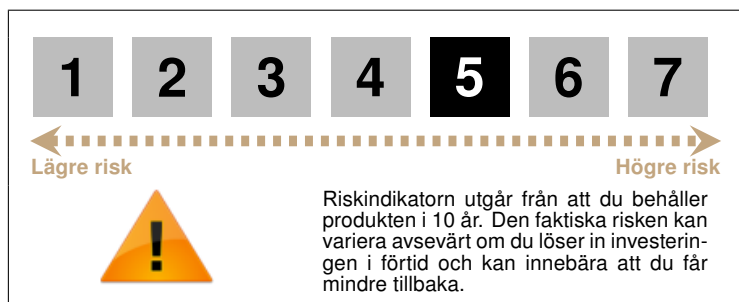 1 2 3 4 5 6 7
Lägre risk Högre risk
!
Riskindikatorn utgår från att du behåller
produkten i 10 år. Den faktiska risken kan
variera avsevärt om du löser in investerin-
gen i förtid och kan innebära att du får
mindre tillbaka.